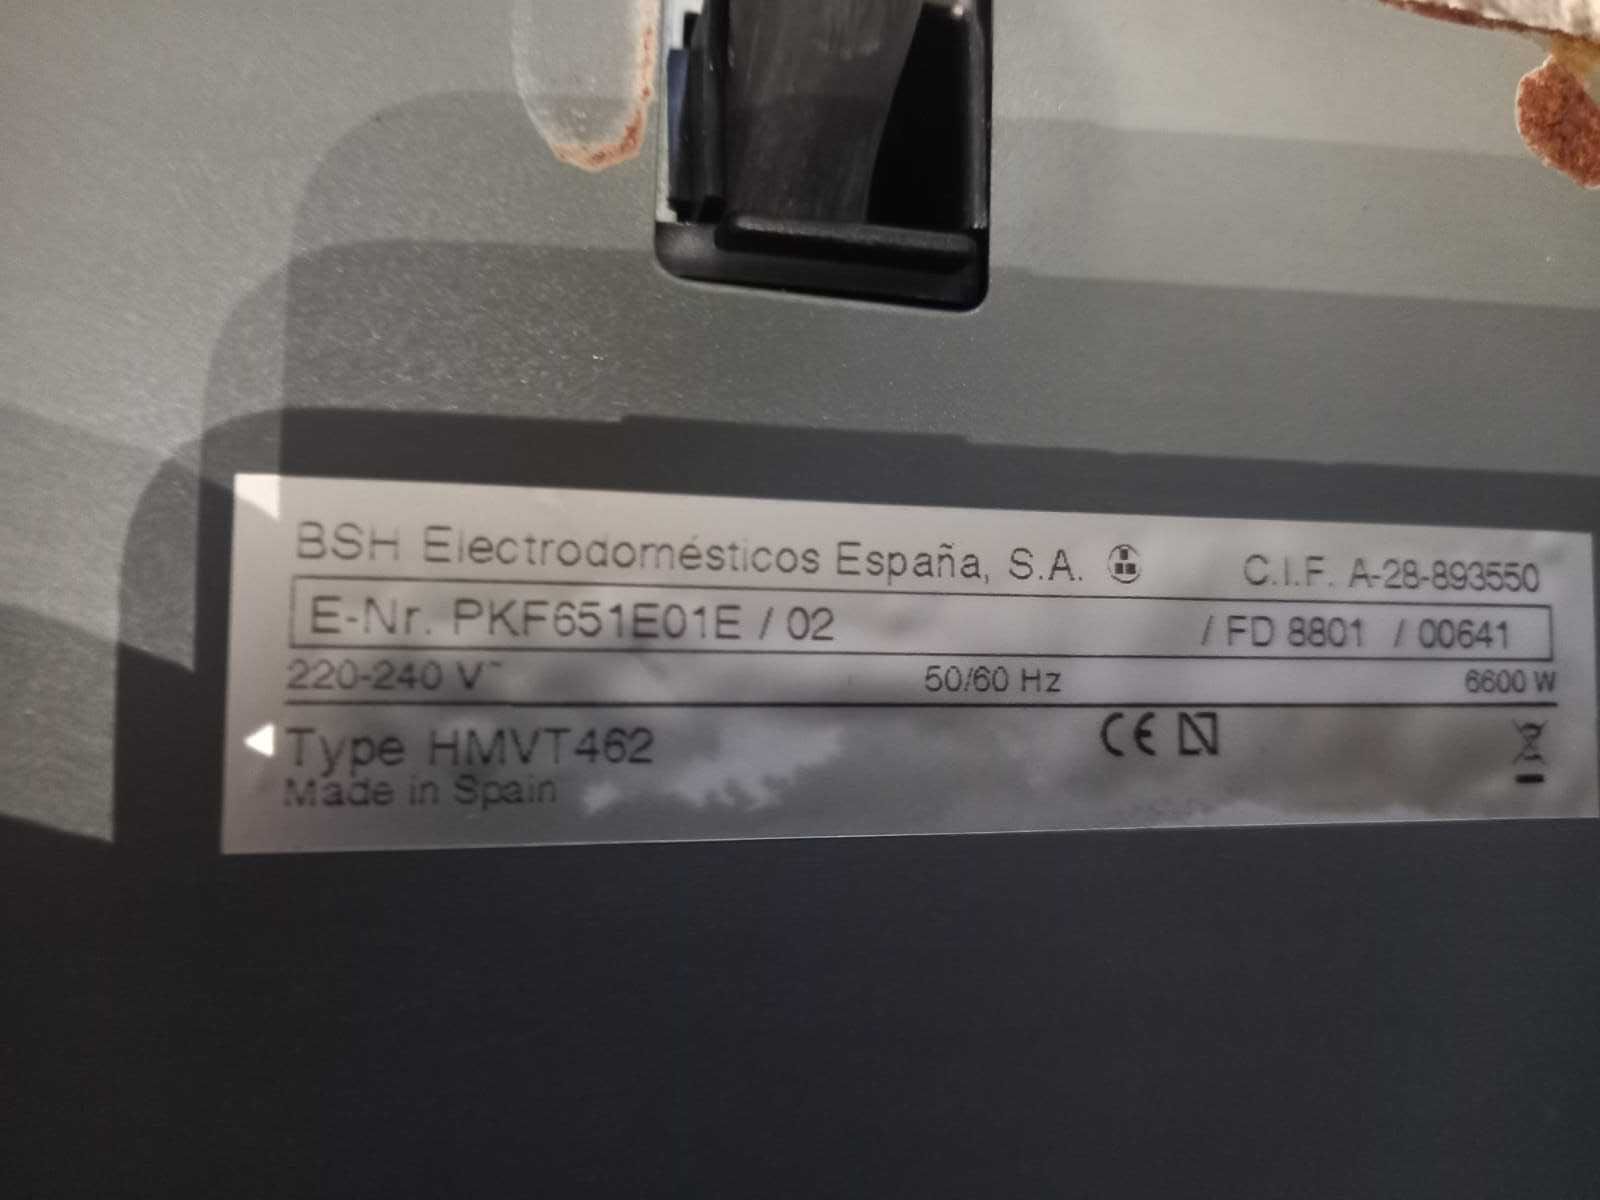 BSH Electrodomésticos España, S.A. C.I.F. A-28-893550
E-Nr. PKF651E01E / 02 / FD 8801 / 00641
220-240 V~ 50/60 Hz 6600 W
Type HMVT462 CE N
Made in Spain